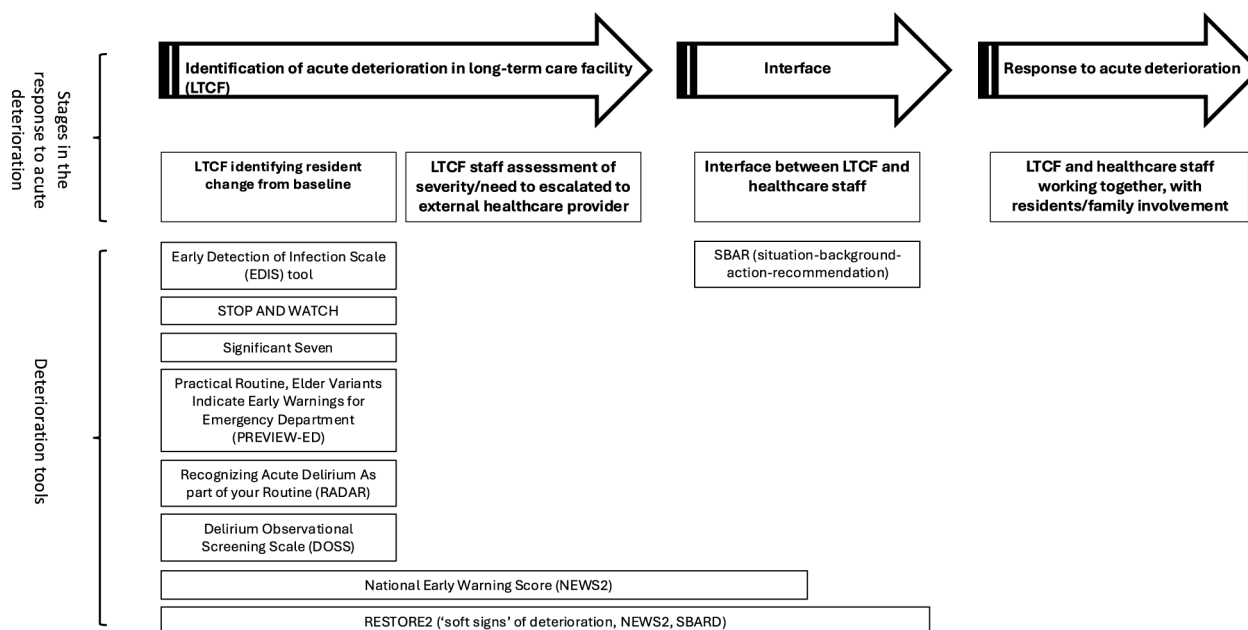 Stages in the
response to acute
deterioration
Identification of acute deterioration in long-term care facility
(LTCF)
Interface
Response to acute deterioration
LTCF identifying resident
change from baseline
LTCF staff assessment of
severity/need to escalated to
external healthcare provider
Interface between LTCF and
healthcare staff
LTCF and healthcare staff
working together, with
residents/family involvement
Deterioration tools
Early Detection of Infection Scale
(EDIS) tool
SBAR (situation-background-
action-recommendation)
STOP AND WATCH
Significant Seven
Practical Routine, Elder Variants
Indicate Early Warnings for
Emergency Department
(PREVIEW-ED)
Recognizing Acute Delirium As
part of your Routine (RADAR)
Delirium Observational
Screening Scale (DOSS)
National Early Warning Score (NEWS2)
RESTORE2 (‘soft signs’ of deterioration, NEWS2, SBARD)